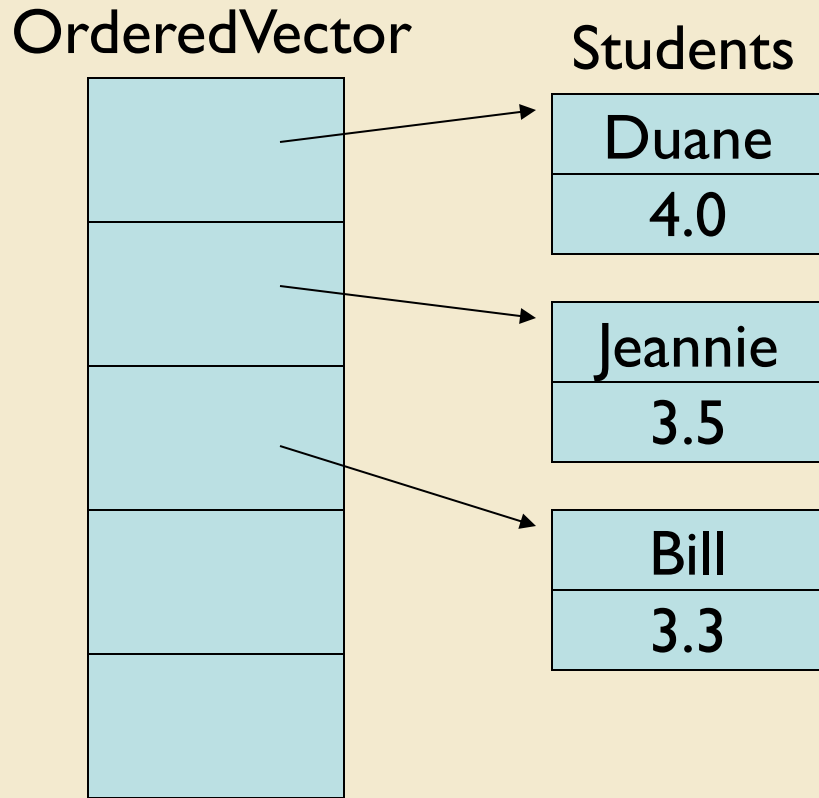 OrderedVector
Students
Duane
4.0
Jeannie
3.5
Bill
3.3